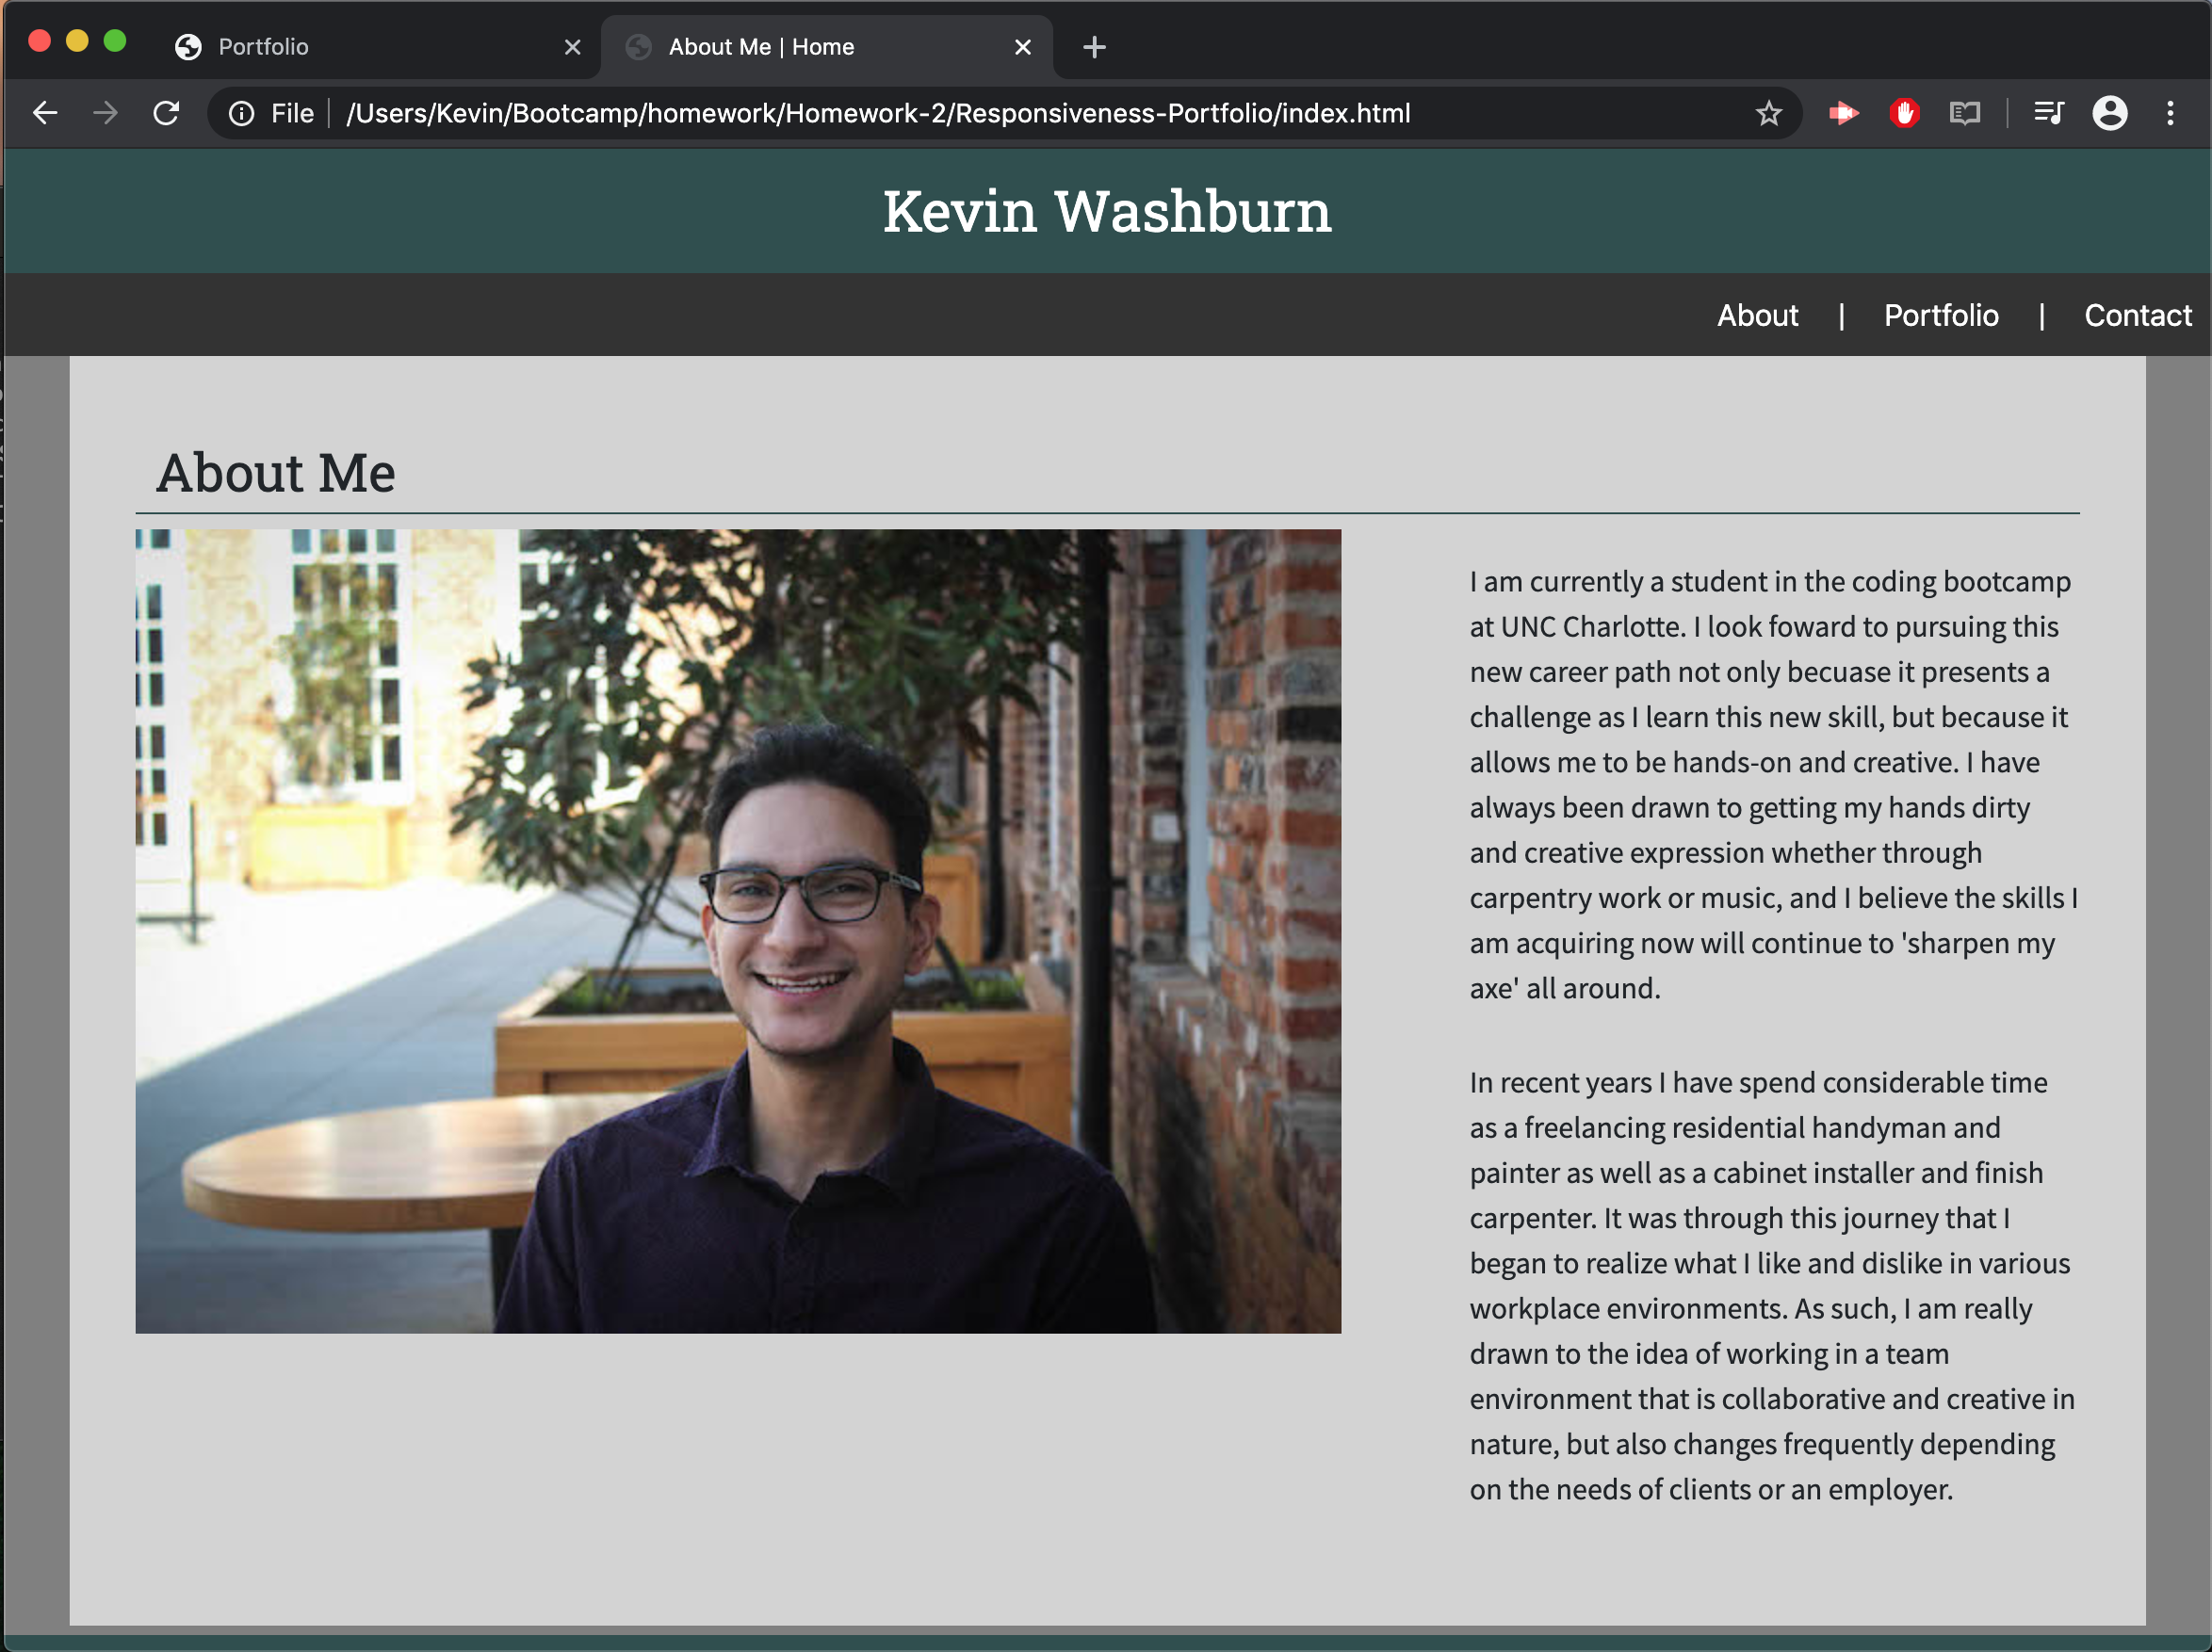 Portfolio
About Me | Home
File
/Users/Kevin/Bootcamp/homework/Homework-2/Responsiveness-Portfolio/index.html
Kevin Washburn
About | Portfolio | Contact
About Me
I am currently a student in the coding bootcamp
at UNC Charlotte. I look foward to pursuing this
new career path not only becuase it presents a
challenge as I learn this new skill, but because it
allows me to be hands-on and creative. I have
always been drawn to getting my hands dirty
and creative expression whether through
carpentry work or music, and I believe the skills I
am acquiring now will continue to 'sharpen my
axe' all around.
In recent years I have spend considerable time
as a freelancing residential handyman and
painter as well as a cabinet installer and finish
carpenter. It was through this journey that I
began to realize what I like and dislike in various
workplace environments. As such, I am really
drawn to the idea of working in a team
environment that is collaborative and creative in
nature, but also changes frequently depending
on the needs of clients or an employer.